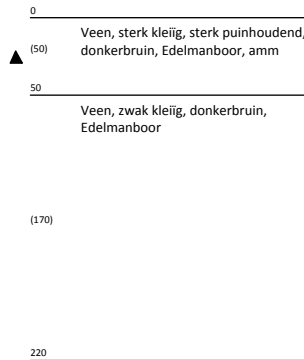 0
Veen, sterk kleiïg, sterk puinhoudend,
(50) donkerbruin, Edelmanboor, amm
50
Veen, zwak kleiïg, donkerbruin,
Edelmanboor
(170)
220